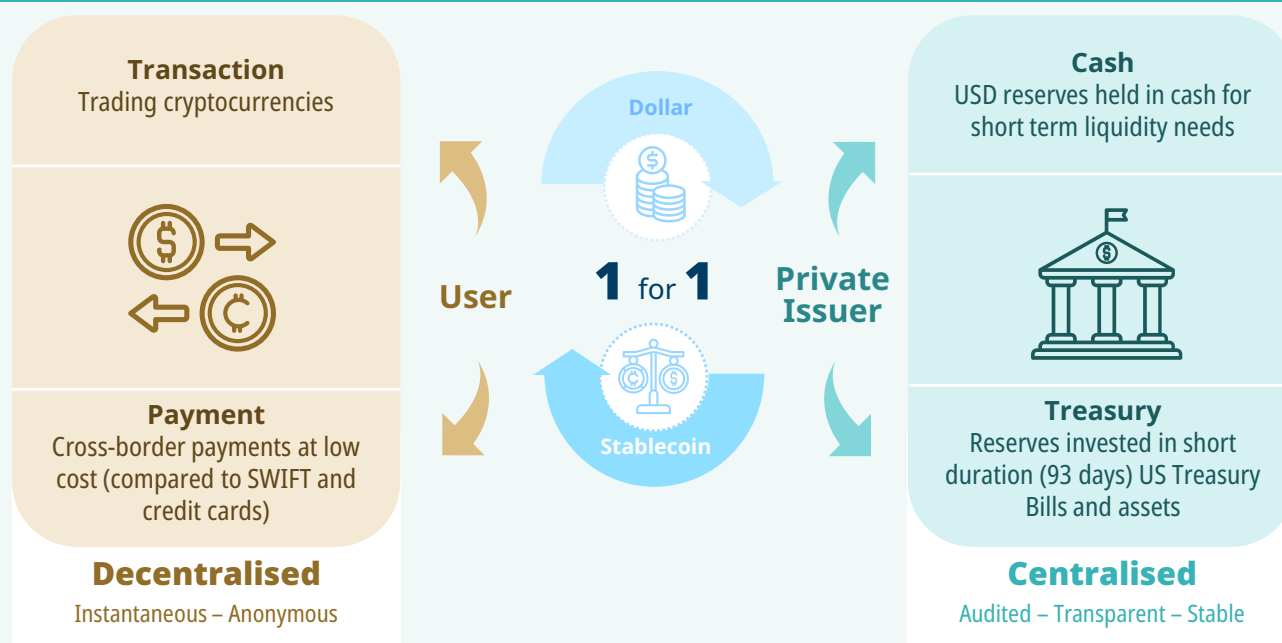 Transaction
Trading cryptocurrencies
Payment
Cross-border payments at low
cost (compared to SWIFT and
credit cards)
Decentralised
Instantaneous – Anonymous
User
Dollar
1 for 1
Stablecoin
Private
Issuer
Cash
USD reserves held in cash for
short term liquidity needs
Treasury
Reserves invested in short
duration (93 days) US Treasury
Bills and assets
Centralised
Audited – Transparent – Stable